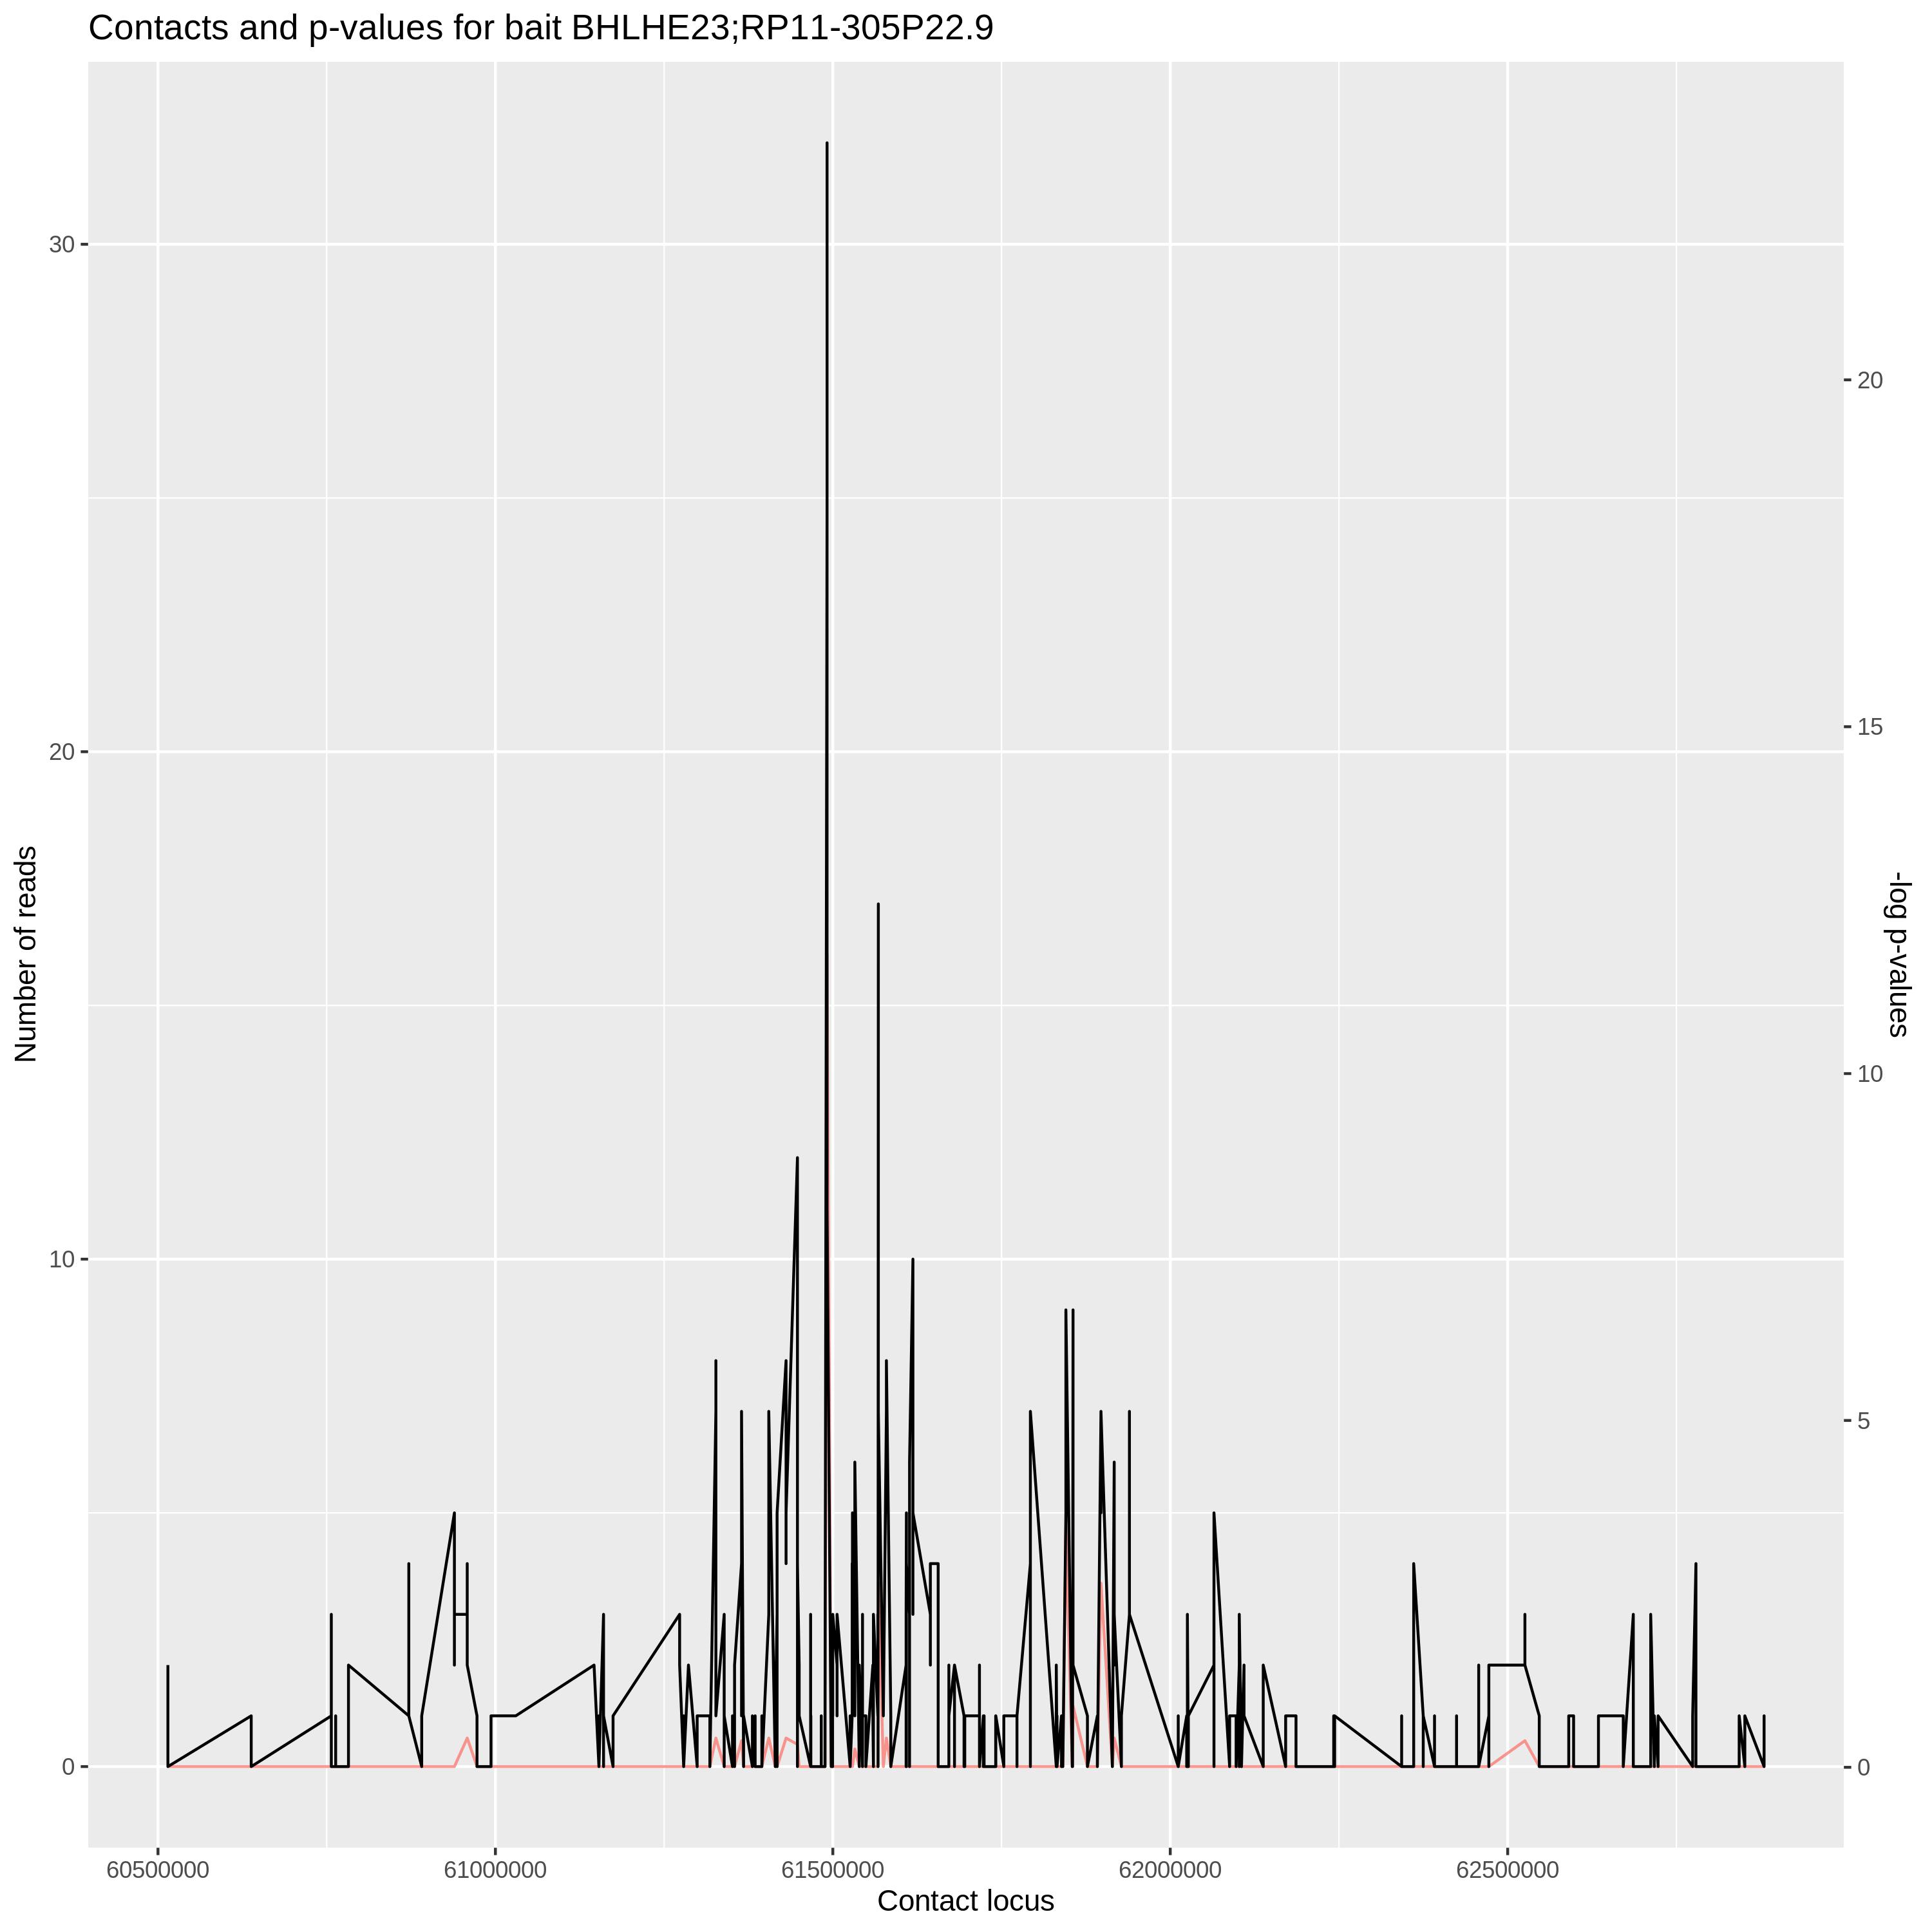 Contacts and p-values for bait BHLHE23;RP11-305P22.9
30
20
10
0
Number of reads
20
15
10
5
0
-log p-values
60500000 61000000 61500000 62000000 62500000
Contact locus